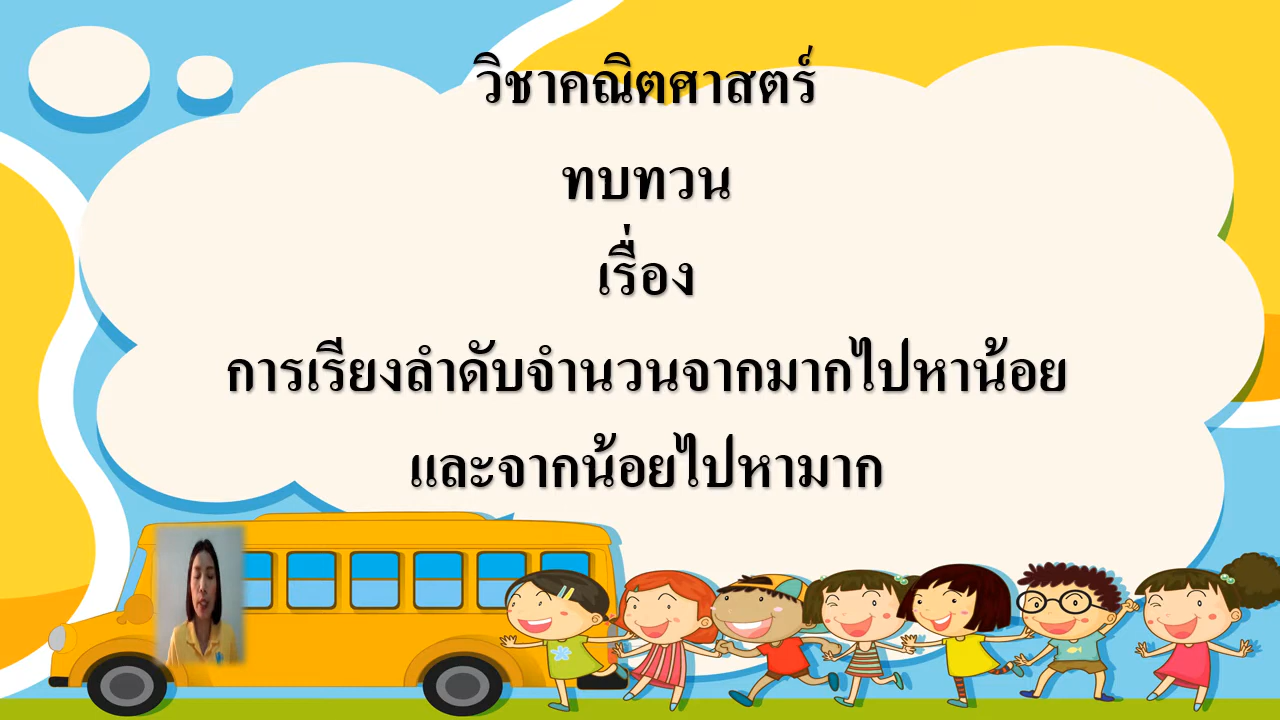 วิชาคณิตศาสตร์
ทบทวน
เรื่อง
การเรียงลำดับจำนวนจากมากไปหาน้อย
และจากน้อยไปหามาก